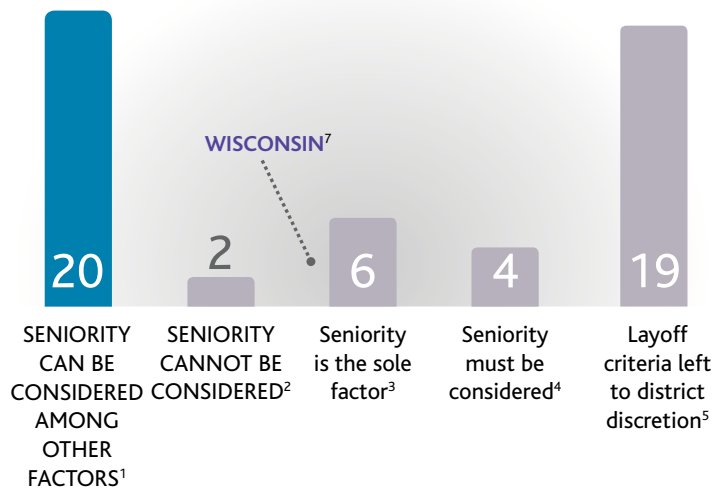 WISCONSIN⁷
20
2
6
4
19
SENIORITY
CAN BE
CONSIDERED
AMONG
OTHER
FACTORS¹
SENIORITY
CANNOT BE
CONSIDERED²
Seniority
is the sole
factor³
Seniority
must be
considered⁴
Layoff
criteria left
to district
discretion⁵